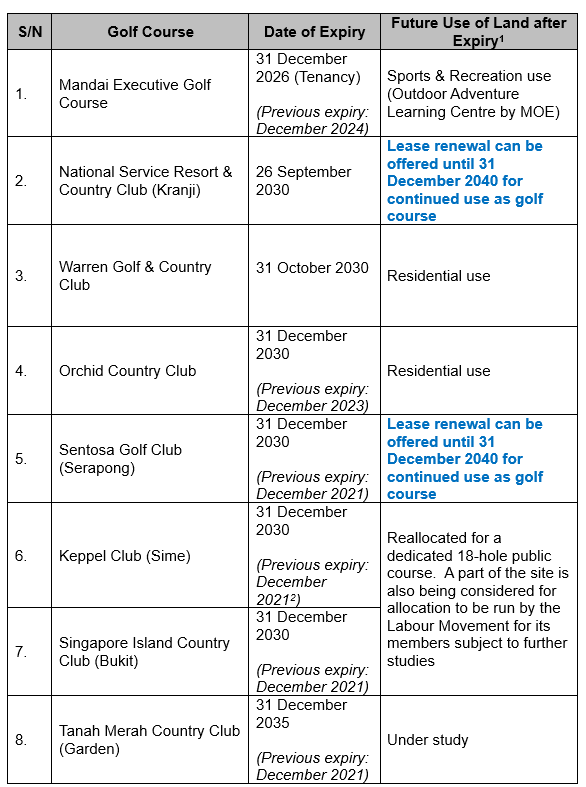 S/N
Golf Course
Date of Expiry
Future Use of Land after
Expiry¹
1.
Mandai Executive Golf
Course
31 December
2026 (Tenancy)
(Previous expiry:
December 2024)
Sports & Recreation use
(Outdoor Adventure
Learning Centre by MOE)
2.
National Service Resort &
Country Club (Kranji)
26 September
2030
Lease renewal can be
offered until 31
December 2040 for
continued use as golf
course
3.
Warren Golf & Country
Club
31 October 2030
Residential use
4.
Orchid Country Club
31 December
2030
(Previous expiry:
December 2023)
Residential use
5.
Sentosa Golf Club
(Serapong)
31 December
2030
(Previous expiry:
December 2021)
Lease renewal can be
offered until 31
December 2040 for
continued use as golf
course
6.
Keppel Club (Sime)
31 December
2030
(Previous expiry:
December
2021²)
Reallocated for a
dedicated 18-hole public
course.  A part of the site is
also being considered for
allocation to be run by the
Labour Movement for its
members subject to further
studies
7.
Singapore Island Country
Club (Bukit)
31 December
2030
(Previous expiry:
December 2021)
8.
Tanah Merah Country Club
(Garden)
31 December
2035
(Previous expiry:
December 2021)
Under study